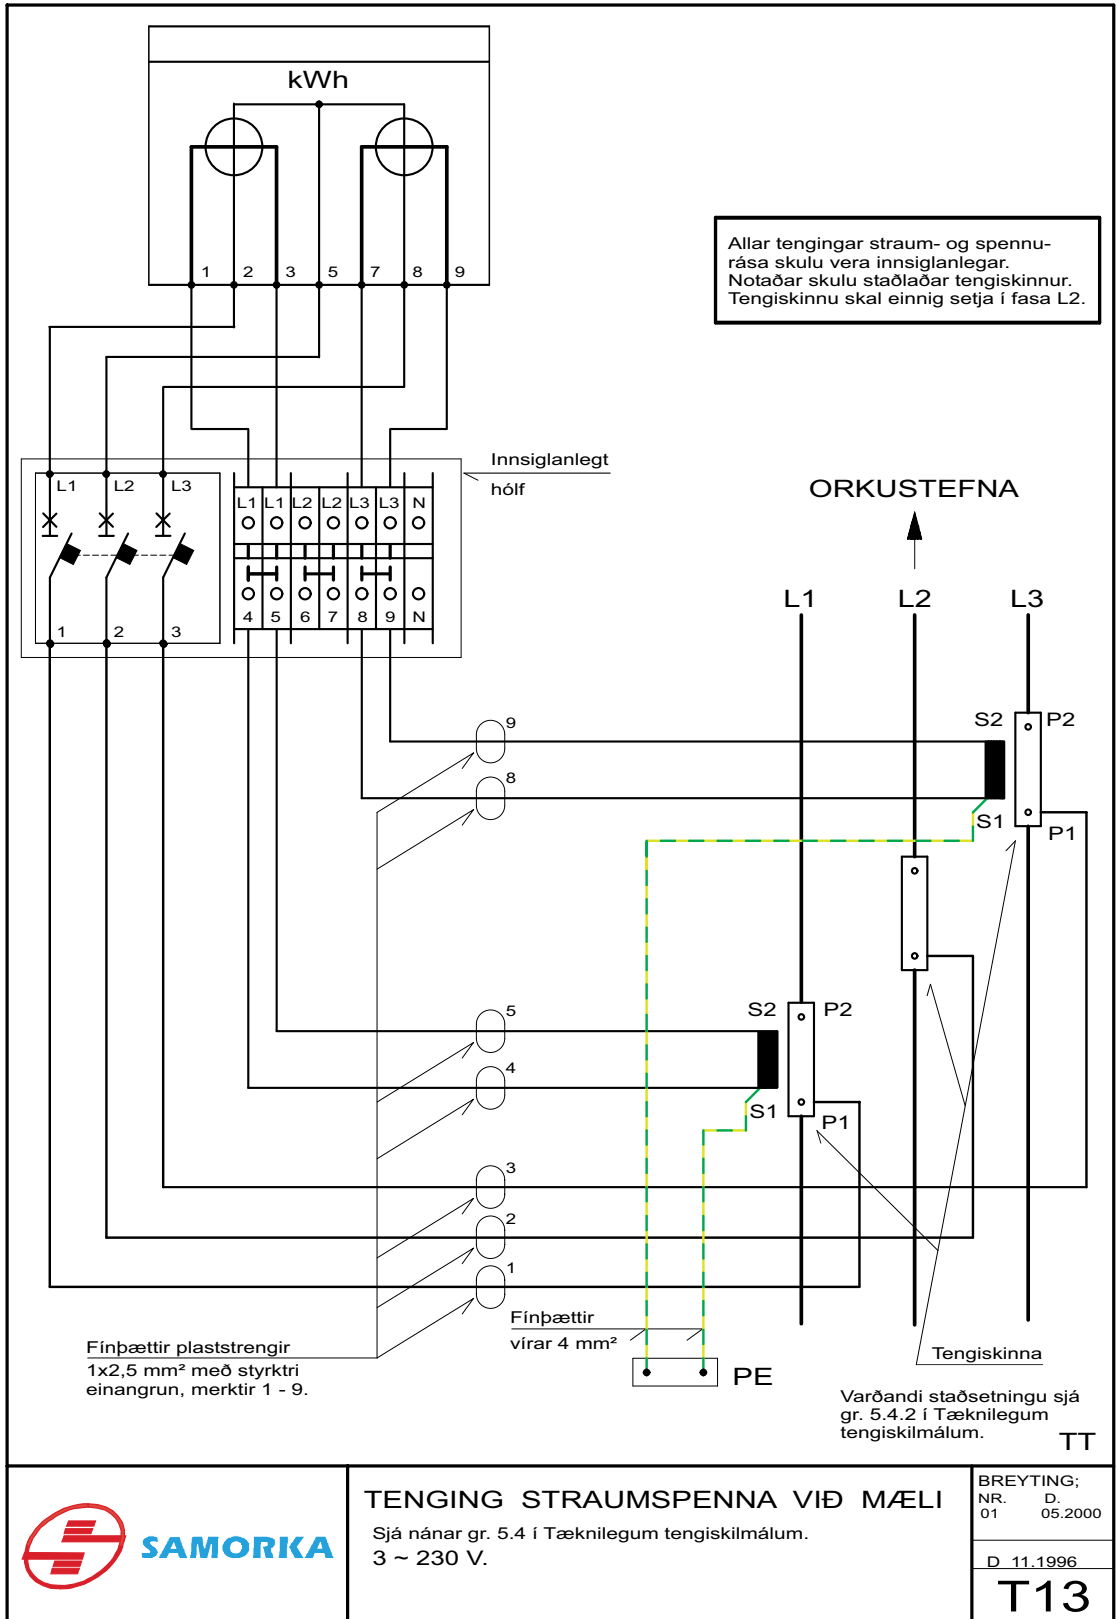 kWh
1 2 3 5 7 8 9
Allar tengingar straum- og spennu-
rása skulu vera innsiglanlegar.
Notaðar skulu staðlaðar tengiskinnur.
Tengiskinnu skal einnig setja í fasa L2.
Innsiglanlegt
hólf
L1 L2 L3
L1 L1 L2 L2 L3 L3 N
4 5 6 7 8 9 N
1 2 3
ORKUSTEFNA
L1 L2 L3
9
S2 P2
8
S1 P1
5
S2 P2
4
S1 P1
3
2
1
Fínþættir
vírar 4 mm²
Fínþættir plaststrengir
1x2,5 mm² með styrktri
einangrun, merktir 1 - 9.
PE
Tengiskinna
Varðandi staðsetningu sjá
gr. 5.4.2 í Tæknilegum
tengiskilmálum.
TT
SAMORKA
TENGING STRAUMSPENNA VIÐ MÆLI
Sjá nánar gr. 5.4 í Tæknilegum tengiskilmálum.
3 ~ 230 V.
BREYTING;
NR. D.
01 05.2000
D 11.1996
T13